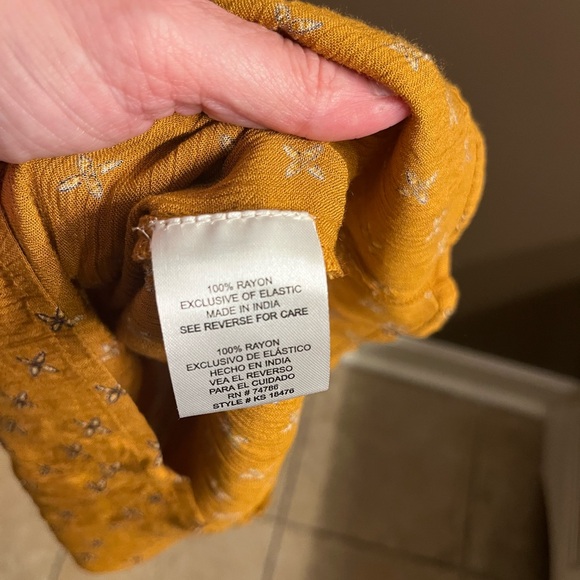 100% RAYON
EXCLUSIVE OF ELASTIC
MADE IN INDIA
SEE REVERSE FOR CARE
100% RAYON
EXCLUSIVO DE ELÁSTICO
HECHO EN INDIA
VEA EL REVERSO
PARA EL CUIDADO
RN # 74786
STYLE # KS 18476